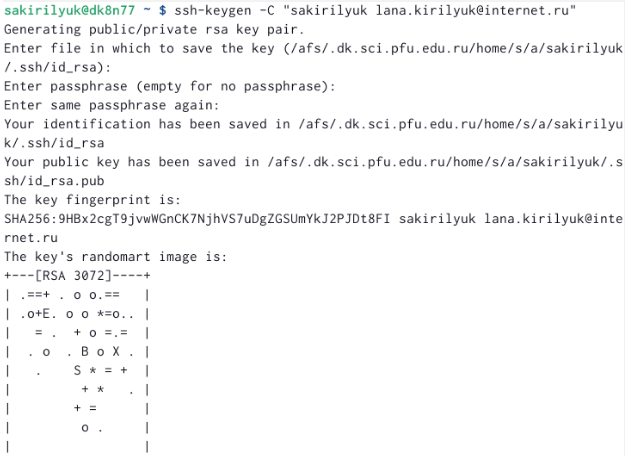 sakirilyuk@dk8n77 ~ $ ssh-keygen -C "sakirilyuk lana.kirilyuk@internet.ru"
Generating public/private rsa key pair.
Enter file in which to save the key (/afs/.dk.sci.pfu.edu.ru/home/s/a/sakirilyuk
/.ssh/id_rsa):
Enter passphrase (empty for no passphrase):
Enter same passphrase again:
Your identification has been saved in /afs/.dk.sci.pfu.edu.ru/home/s/a/sakirilyu
k/.ssh/id_rsa
Your public key has been saved in /afs/.dk.sci.pfu.edu.ru/home/s/a/sakirilyuk/.s
sh/id_rsa.pub
The key fingerprint is:
SHA256:9HBx2cgT9jvwWGnCK7NjhVS7uDgZGSUmYkJ2PJDt8FI sakirilyuk lana.kirilyuk@inte
rnet.ru
The key's randomart image is:
+---[RSA 3072]----+
| .==+ . o o.==   |
| .o+E. o o *=o.. |
|   = .  + o =.=  |
|  . o  . B o X . |
|   .    S * = +  |
|         + *   . |
|        + =      |
|         o .     |
|                 |